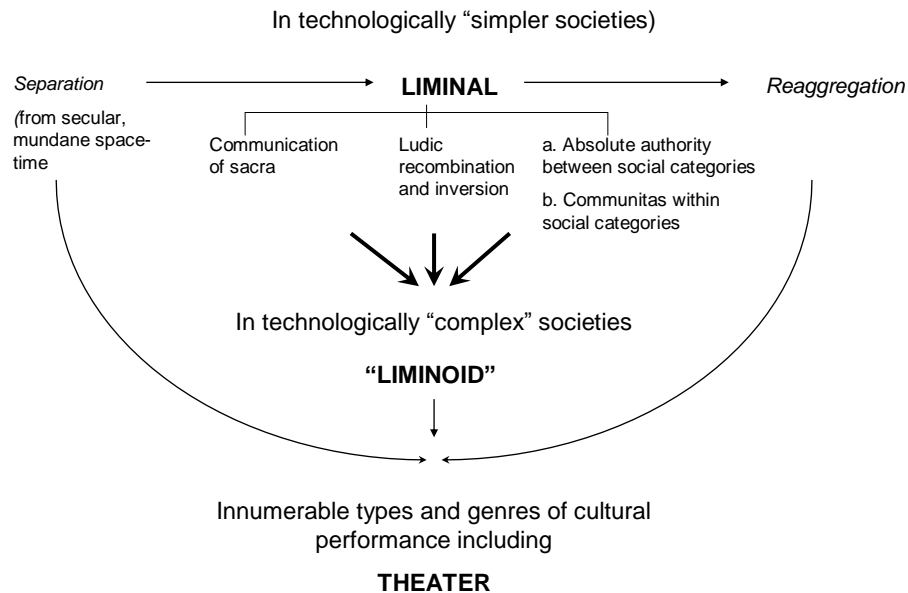 In technologically “simpler societies)
Separation
LIMINAL
Reaggregation
(from secular,
mundane space-
time
Communication
of sacra
Ludic
recombination
and inversion
a. Absolute authority
between social categories
b. Communitas within
social categories
In technologically “complex” societies
“LIMINOID”
Innumerable types and genres of cultural
performance including
THEATER